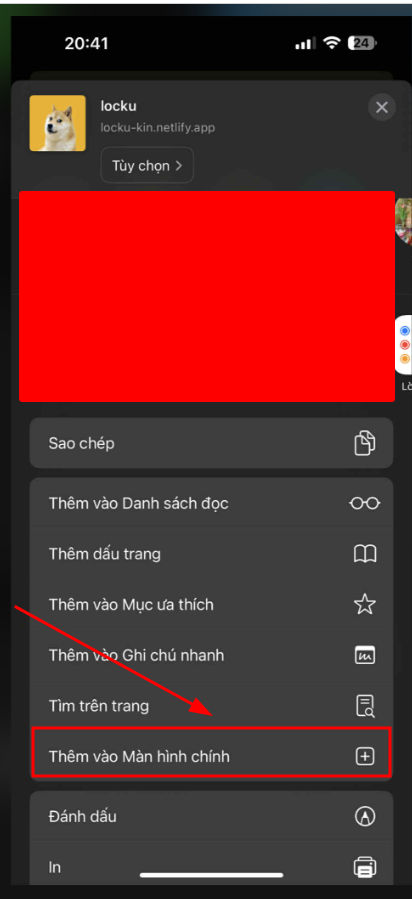 20:41
24
locku
locku-kin.netlify.app
Tùy chọn >
Sao chép
Thêm vào Danh sách đọc
Thêm dấu trang
Thêm vào Mục ưa thích
Thêm vào Ghi chú nhanh
Tìm trên trang
Thêm vào Màn hình chính
Đánh dấu
In